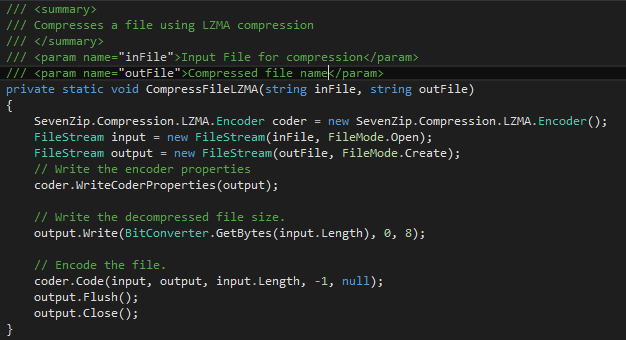 /// <summary>
/// Compresses a file using LZMA compression
/// </summary>
/// <param name="inFile">Input File for compression</param>
/// <param name="outFile">Compressed file name</param>
private static void CompressFileLZMA(string inFile, string outFile)
{
    SevenZip.Compression.LZMA.Encoder coder = new SevenZip.Compression.LZMA.Encoder();
    FileStream input = new FileStream(inFile, FileMode.Open);
    FileStream output = new FileStream(outFile, FileMode.Create);
    // Write the encoder properties
    coder.WriteCoderProperties(output);

    // Write the decompressed file size.
    output.Write(BitConverter.GetBytes(input.Length), 0, 8);

    // Encode the file.
    coder.Code(input, output, input.Length, -1, null);
    output.Flush();
    output.Close();
}